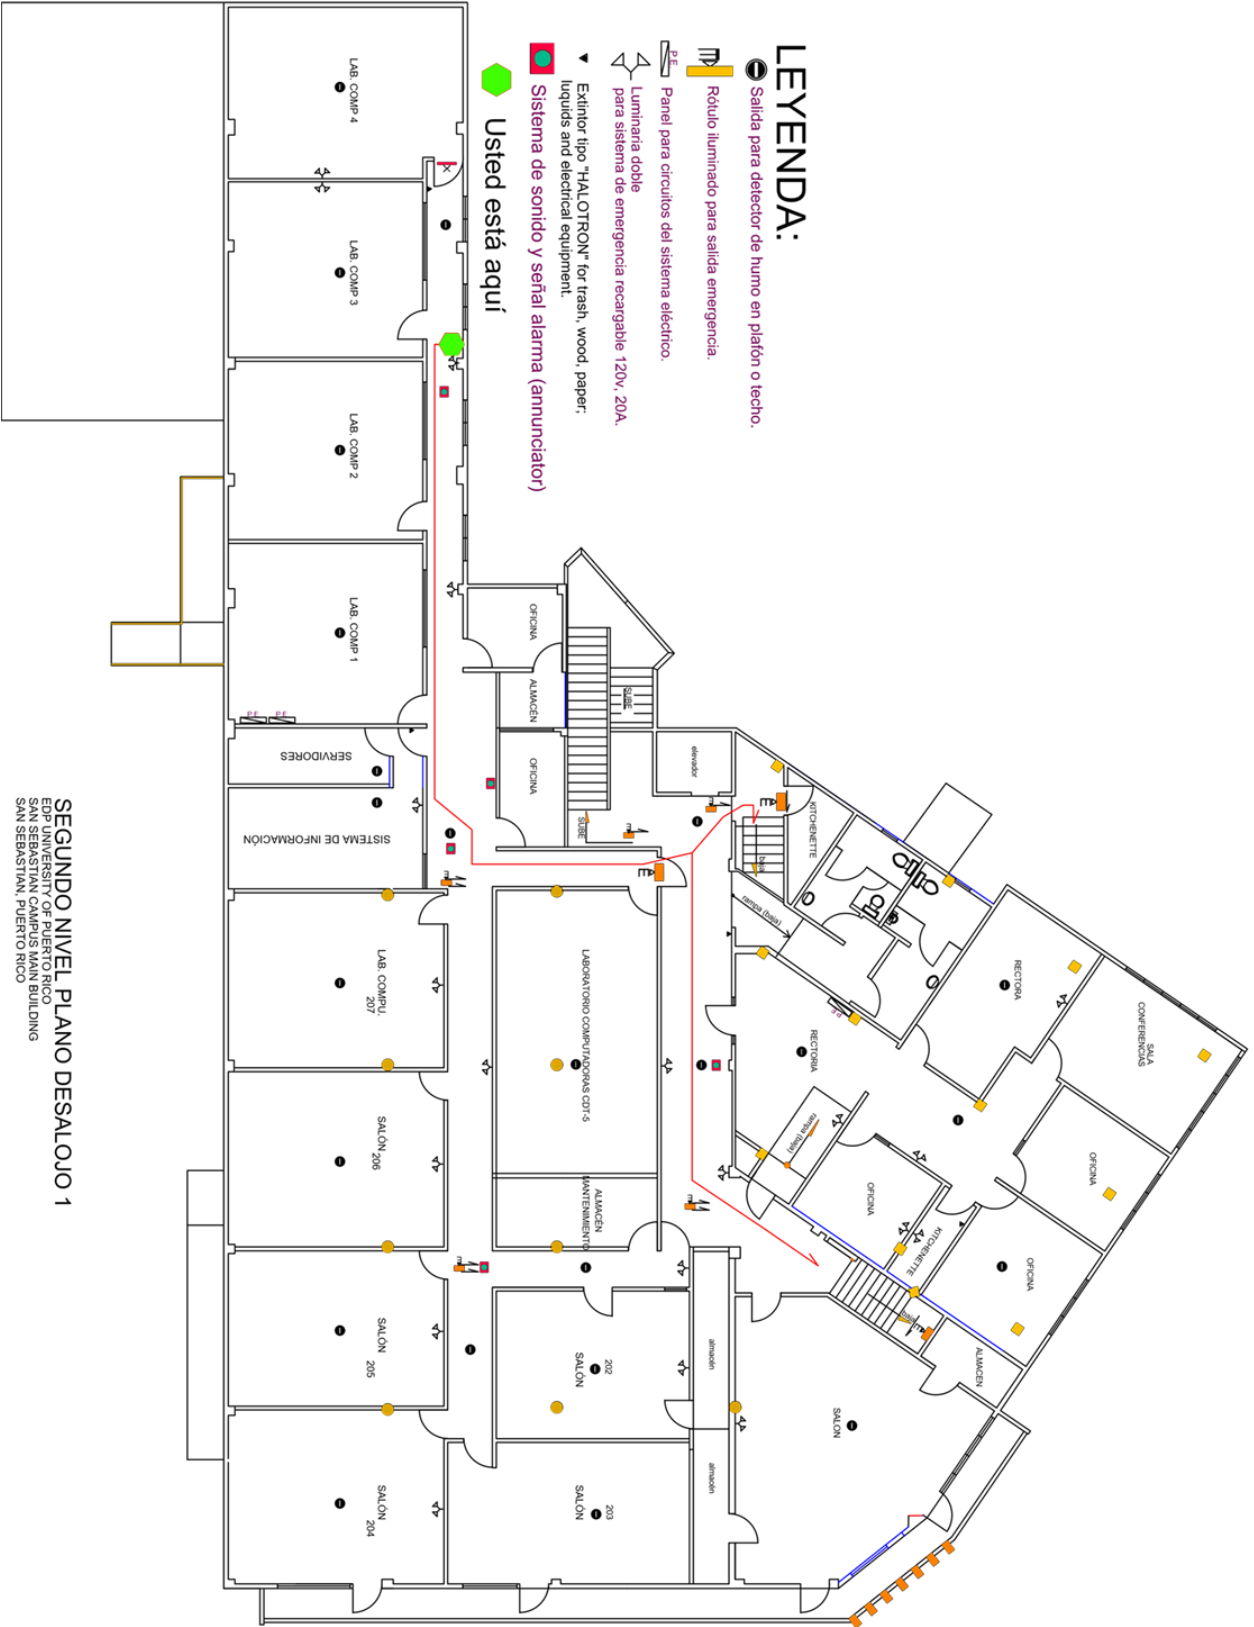 LEYENDA:
Salida para detector de humo en plafón o techo.
Rótulo iluminado para salida emergencia.
P.E
Panel para circuitos del sistema eléctrico.
Luminaria doble
para sistema de emergencia recargable 120v, 20A.
Extintor tipo "HALOTRON" for trash, wood, paper;
luquids and electrical equipment.
Sistema de sonido y señal alarma (annunciator)
Usted está aquí
LAB. COMP 4
LAB. COMP 3
LAB. COMP 2
LAB. COMP 1
P.E
P.E
SERVIDORES
SISTEMA DE INFORMACIÓN
LAB. COMPU.
207
SALÓN
206
SALÓN
205
SALÓN
204
OFICINA
ALMACÉN
OFICINA
SUBE
SUBE
elevador
KITCHENETTE
baja
rampa (baja)
LABORATORIO COMPUTADORAS CDT-5
ALMACÉN
MANTENIMIENTO
202
SALÓN
203
SALÓN
almacén
almacén
SALON
RECTORIA
P.E
rampa (baja)
RECTORA
SALA
CONFERENCIAS
OFICINA
OFICINA
KITCHENETTE
OFICINA
baja
ALMACEN
SEGUNDO NIVEL PLANO DESALOJO 1
EDP UNIVERSITY OF PUERTO RICO
SAN SEBASTIAN CAMPUS MAIN BUILDING
SAN SEBASTIAN, PUERTO RICO